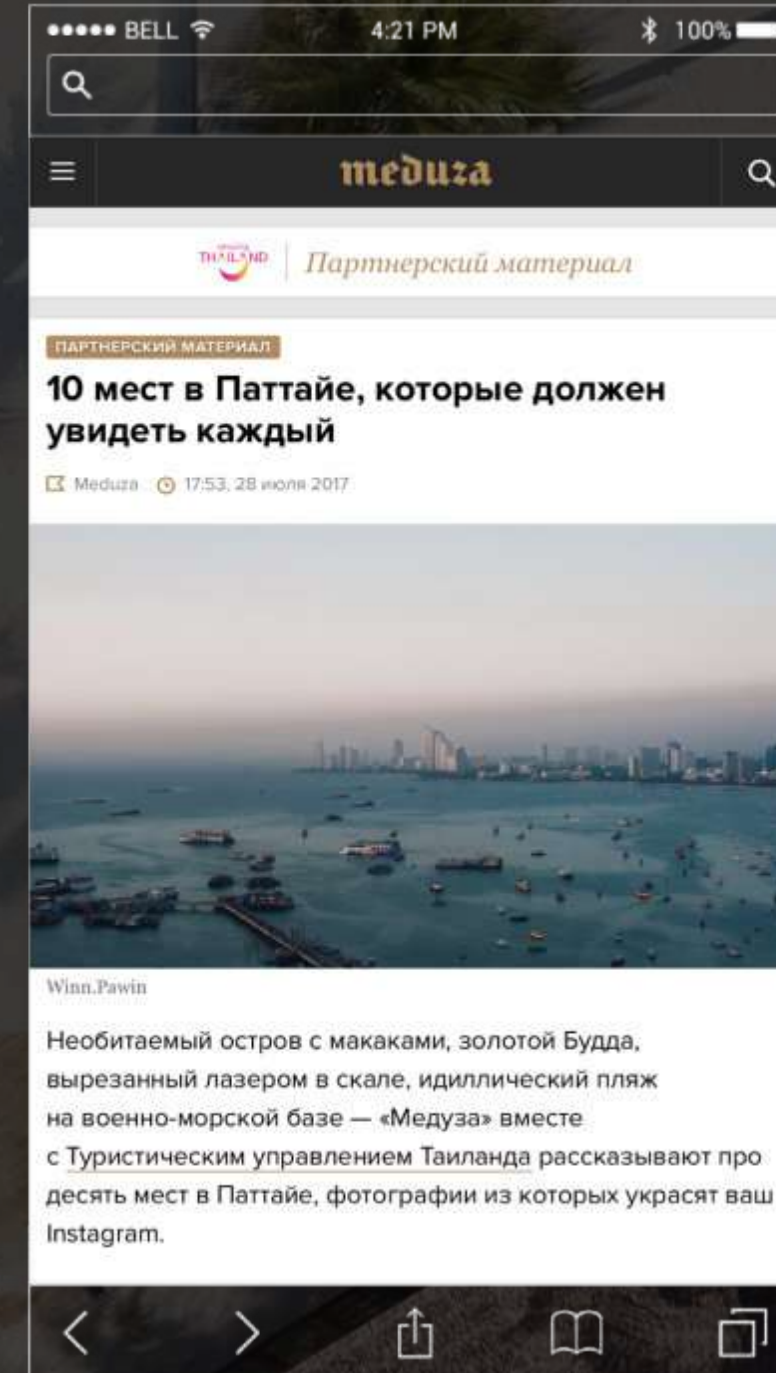 BELL 4:21 PM 100%
meduza
THAILAND Партнерский материал
ПАРТНЕРСКИЙ МАТЕРИАЛ
10 мест в Паттайе, которые должен
увидеть каждый
Meduza 17:53, 28 июля 2017
Winn.Pawin
Необитаемый остров с макаками, золотой Будда,
вырезанный лазером в скале, идиллический пляж
на военно-морской базе — «Медуза» вместе
с Туристическим управлением Таиланда рассказывают про
десять мест в Паттайе, фотографии из которых украсят ваш
Instagram.